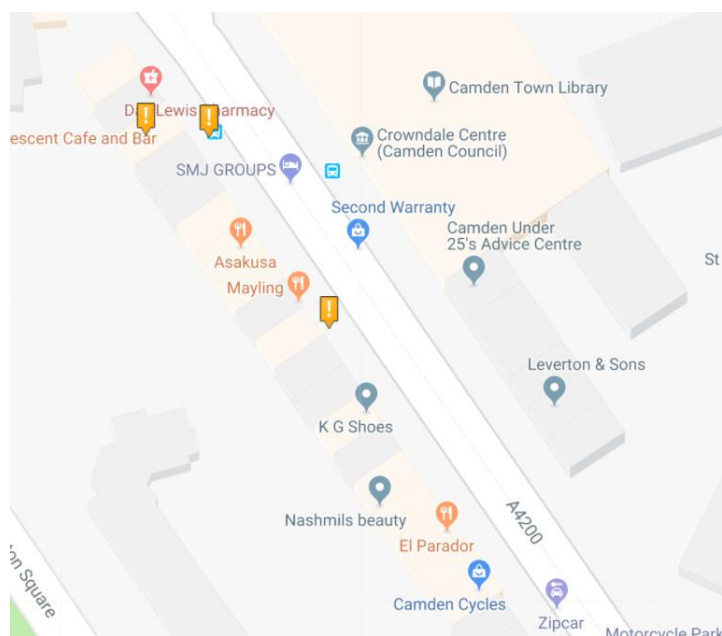 Camden Town Library
Lewis
escent Cafe and Bar
Crowndale Centre
(Camden Council)
SMJ GROUPS
Second Warranty
Camden Under
25's Advice Centre
Asakusa
St
Mayling
Leverton & Sons
K G Shoes
Nashmils beauty
A4200
El Parador
on Square
Camden Cycles
Zipcar
Motorcycle Park